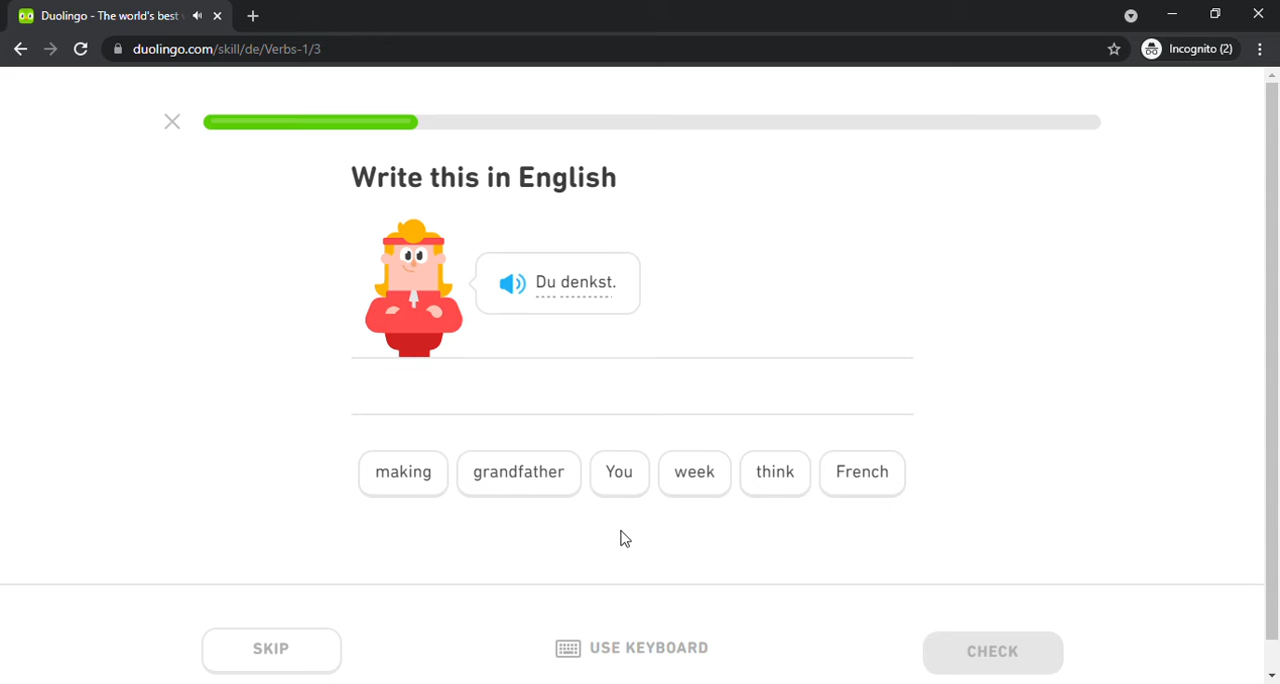 Duolingo - The world's best
duolingo.com/skill/de/Verbs-1/3
Incognito (2)
Write this in English
Du denkst.
making grandfather You week think French
SKIP USE KEYBOARD CHECK